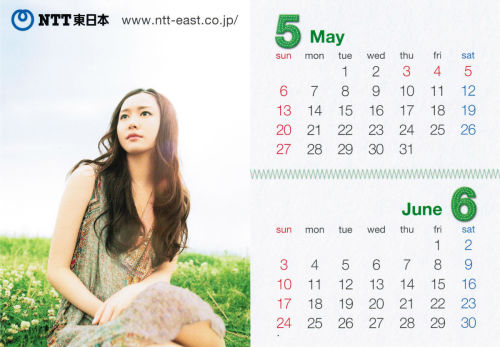 NTT東日本 www.ntt-east.co.jp/
5 May
sun mon tue wed thu fri sat
1 2 3 4 5
6 7 8 9 10 11 12
13 14 15 16 17 18 19
20 21 22 23 24 25 26
27 28 29 30 31
June 6
sun mon tue wed thu fri sat
1 2
3 4 5 6 7 8 9
10 11 12 13 14 15 16
17 18 19 20 21 22 23
24 25 26 27 28 29 30